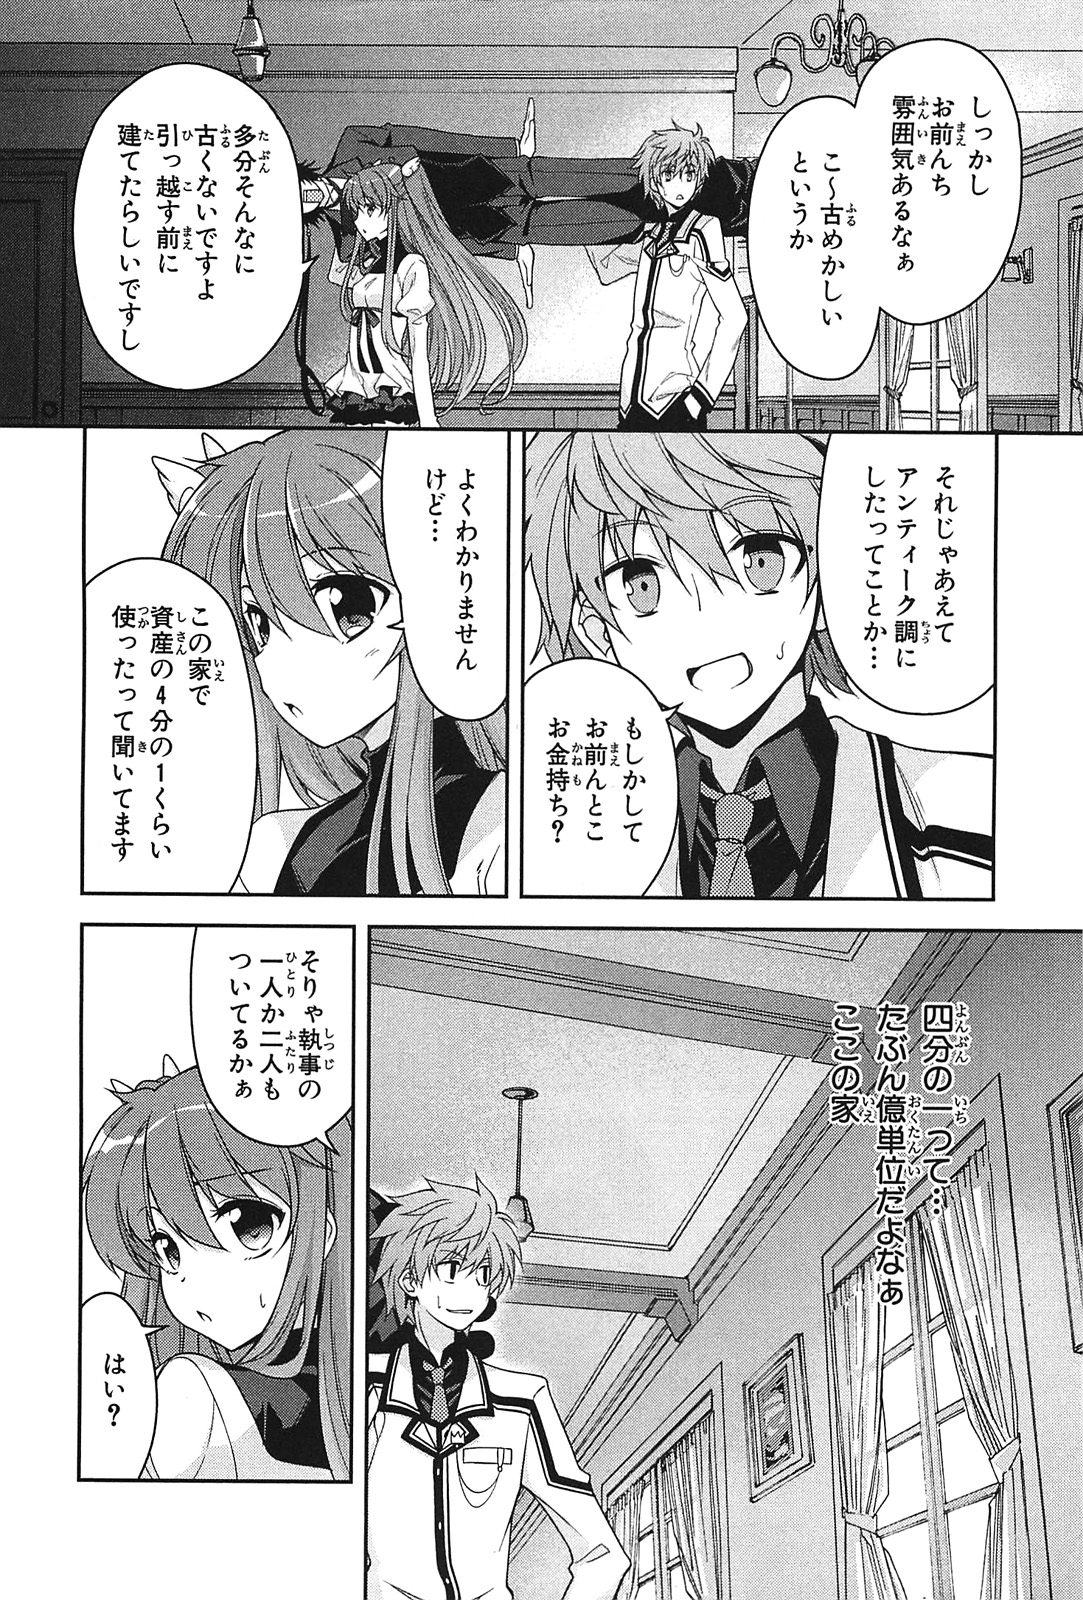 しっかし
お前んち
雰囲気あるなぁ
こ～古めかしい
というか
多分そんなに
古くないですよ
引っ越す前に
建てたらしいですし
それじゃあえて
アンティーク調に
したってことか…
もしかして
お前んとこ
お金持ち？
よくわかりません
けど…
この家で
資産の4分の1くらい
使ったって聞いてます
四分の一って…
たぶん億単位だよなぁ
ここの家
そりゃ執事の
一人か二人も
ついてるかぁ
はい？